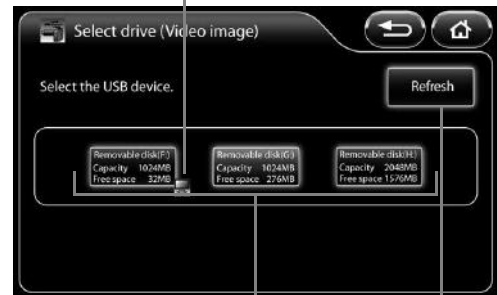 Select drive (Video image)
Select the USB device.
Refresh
Removable disk(F:)
Capacity 1024MB
Free space 32MB
Removable disk(G:)
Capacity 1024MB
Free space 276MB
Removable disk(H:)
Capacity 2048MB
Free space 1576MB